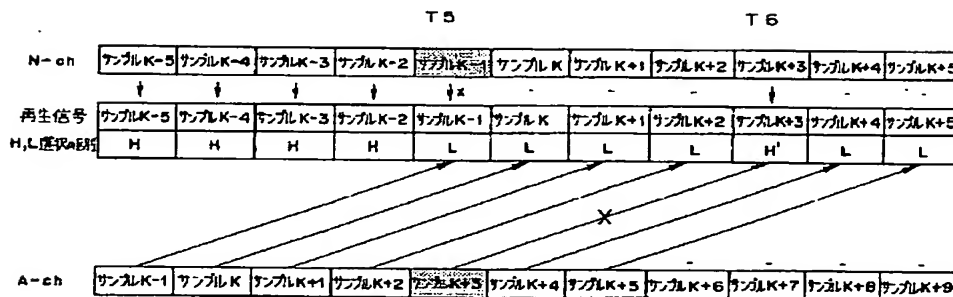 T5 T6
N-ch サンプルK-5 サンプルK-4 サンプルK-3 サンプルK-2 サンプルK-1 サンプルK サンプルK+1 サンプルK+2 サンプルK+3 サンプルK+4 サンプルK+5
x
再生信号 サンプルK-5 サンプルK-4 サンプルK-3 サンプルK-2 サンプルK-1 サンプルK サンプルK+1 サンプルK+2 サンプルK+3 サンプルK+4 サンプルK+5
H,L選択の H H H H L L L L H' L L
X
A-ch サンプルK-1 サンプルK サンプルK+1 サンプルK+2 サンプルK+3 サンプルK+4 サンプルK+5 サンプルK+6 サンプルK+7 サンプルK+8 サンプルK+9